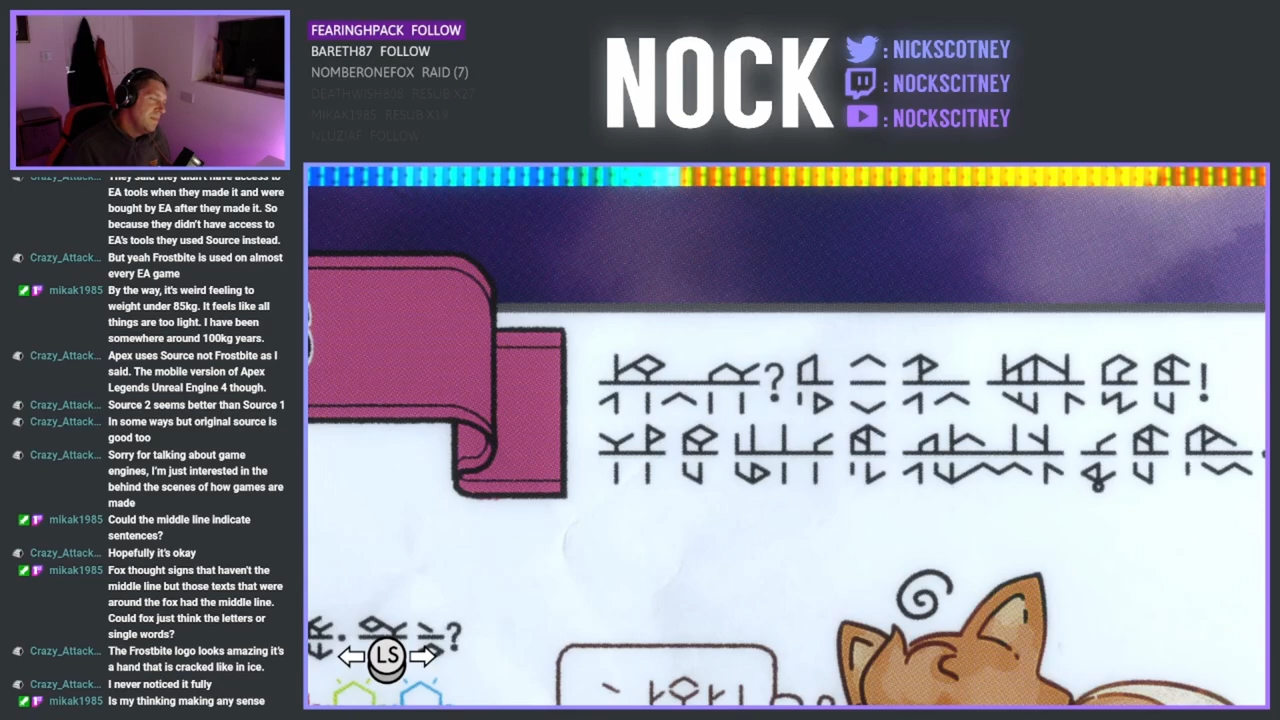 FEARINGHPACK FOLLOW
BARETH87 FOLLOW
NOMBERONEFOX RAID (7)
DEATHWISH808 RESUB X27
MIKAK1985 RESUB X19
NLUZIAF FOLLOW
NOCK
: NICKSCOTNEY
: NOCKSCITNEY
: NOCKSCITNEY
Crazy_Attack... They said they didn't have access to
EA tools when they made it and were
bought by EA after they made it. So
because they didn't have access to
EA's tools they used Source instead.
Crazy_Attack... But yeah Frostbite is used on almost
every EA game
mikak1985 By the way, it's weird feeling to
weight under 85kg. It feels like all
things are too light. I have been
somewhere around 100kg years.
Crazy_Attack... Apex uses Source not Frostbite as I
said. The mobile version of Apex
Legends Unreal Engine 4 though.
Crazy_Attack... Source 2 seems better than Source 1
Crazy_Attack... In some ways but original source is
good too
Crazy_Attack... Sorry for talking about game
engines, I'm just interested in the
behind the scenes of how games are
made
mikak1985 Could the middle line indicate
sentences?
Crazy_Attack... Hopefully it's okay
mikak1985 Fox thought signs that haven't the
middle line but those texts that were
around the fox had the middle line.
Could fox just think the letters or
single words?
Crazy_Attack... The Frostbite logo looks amazing it's
a hand that is cracked like in ice.
Crazy_Attack... I never noticed it fully
mikak1985 Is my thinking making any sense
LS